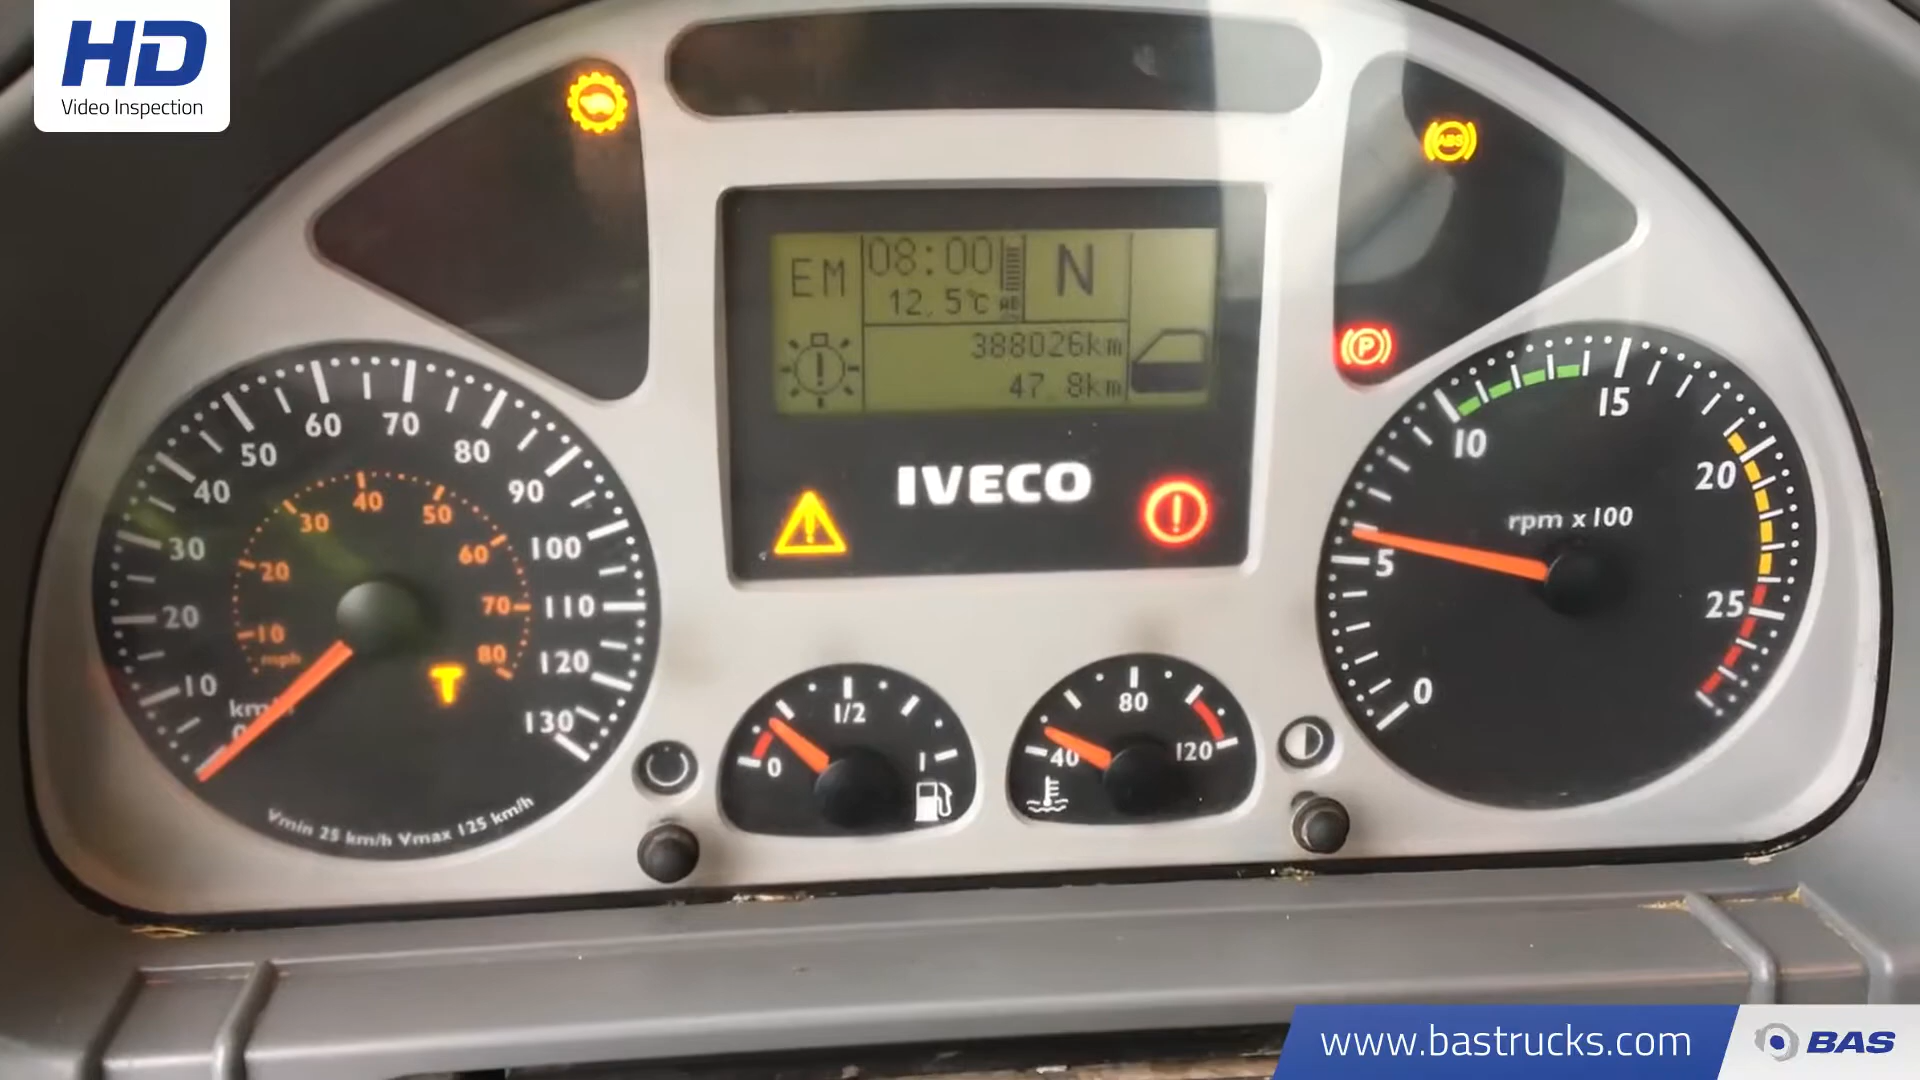 HD
Video Inspection
ABS
EM
08:00
N
12.5°C
388026km
47.8km
P
IVECO
10
20
30
40
50
60
70
80
90
100
110
120
130
10
20
30
40
50
60
70
80
mph
km/h
0
T
Vmin 25 km/h Vmax 125 km/h
0
1/2
1
40
80
120
0
5
10
15
20
25
rpm x100
www.bastrucks.com
BAS